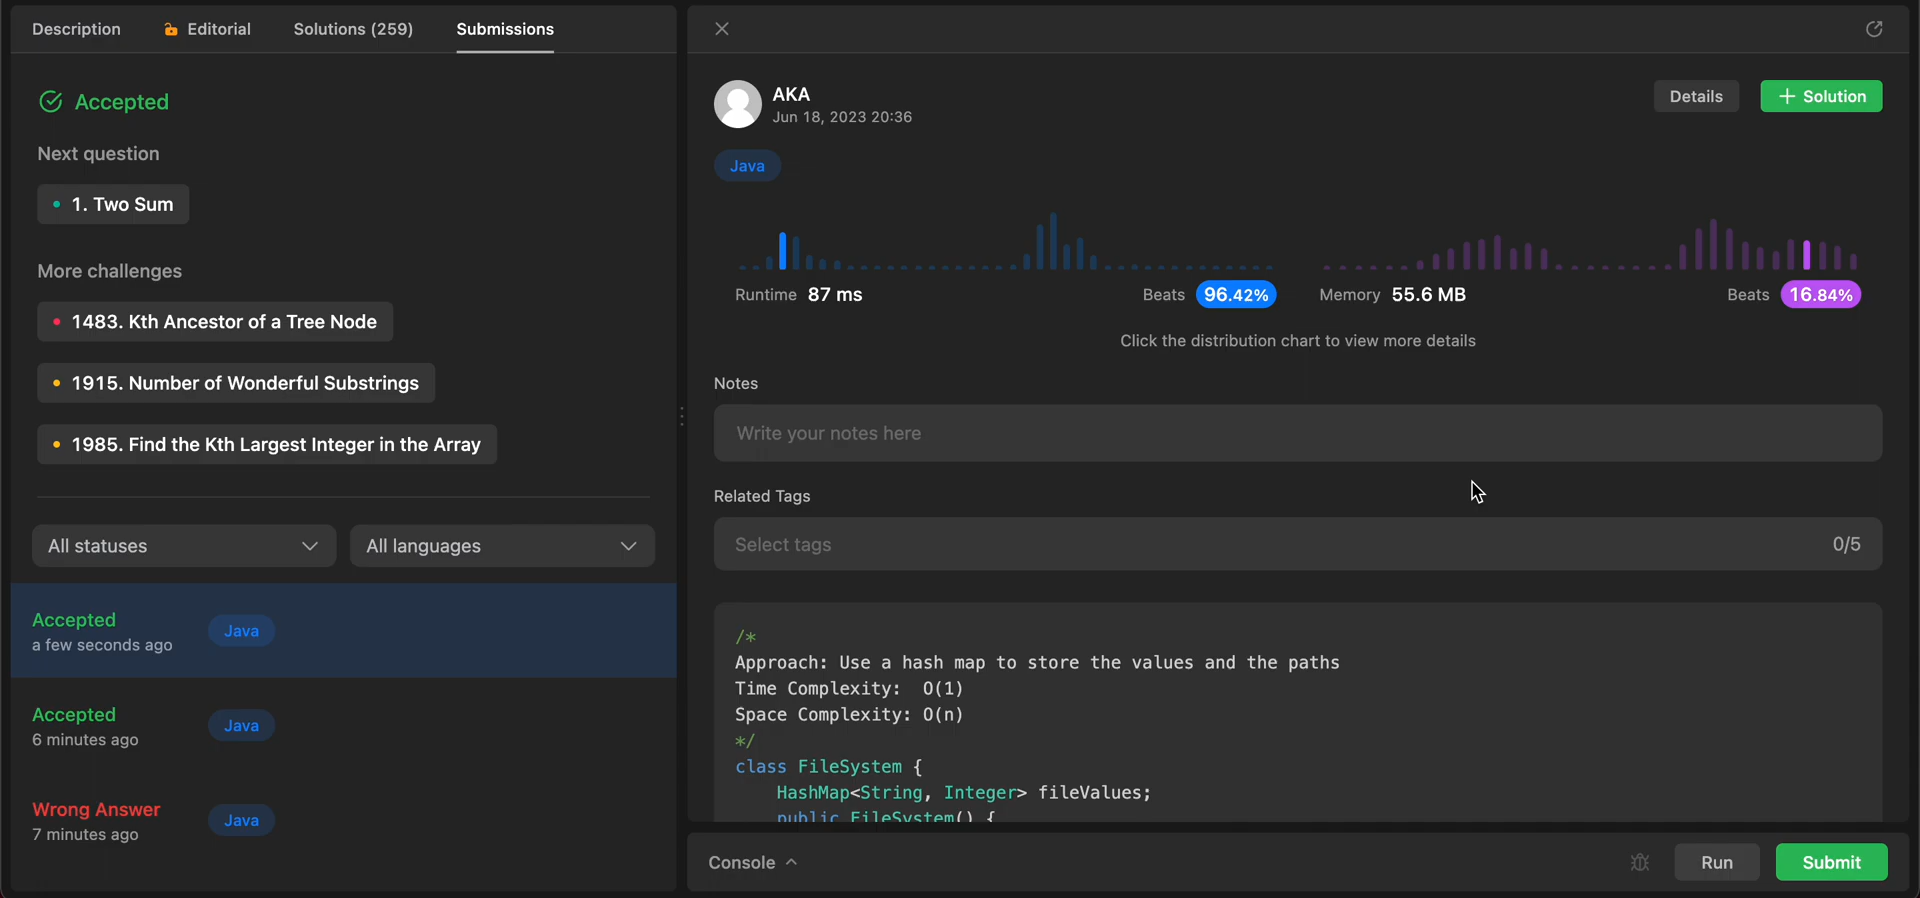 Description
Editorial
Solutions (259)
Submissions
Accepted
Next question
1. Two Sum
More challenges
1483. Kth Ancestor of a Tree Node
1915. Number of Wonderful Substrings
1985. Find the Kth Largest Integer in the Array
All statuses
All languages
Accepted
a few seconds ago
Java
Accepted
6 minutes ago
Java
Wrong Answer
7 minutes ago
Java
AKA
Jun 18, 2023 20:36
Details
+ Solution
Java
Runtime 87 ms
Beats 96.42%
Memory 55.6 MB
Beats 16.84%
Click the distribution chart to view more details
Notes
Write your notes here
Related Tags
Select tags
0/5
/*
Approach: Use a hash map to store the values and the paths
Time Complexity:  O(1)
Space Complexity: O(n)
*/
class FileSystem {
HashMap<String, Integer> fileValues;
public FileSystem() {
Console
Run
Submit